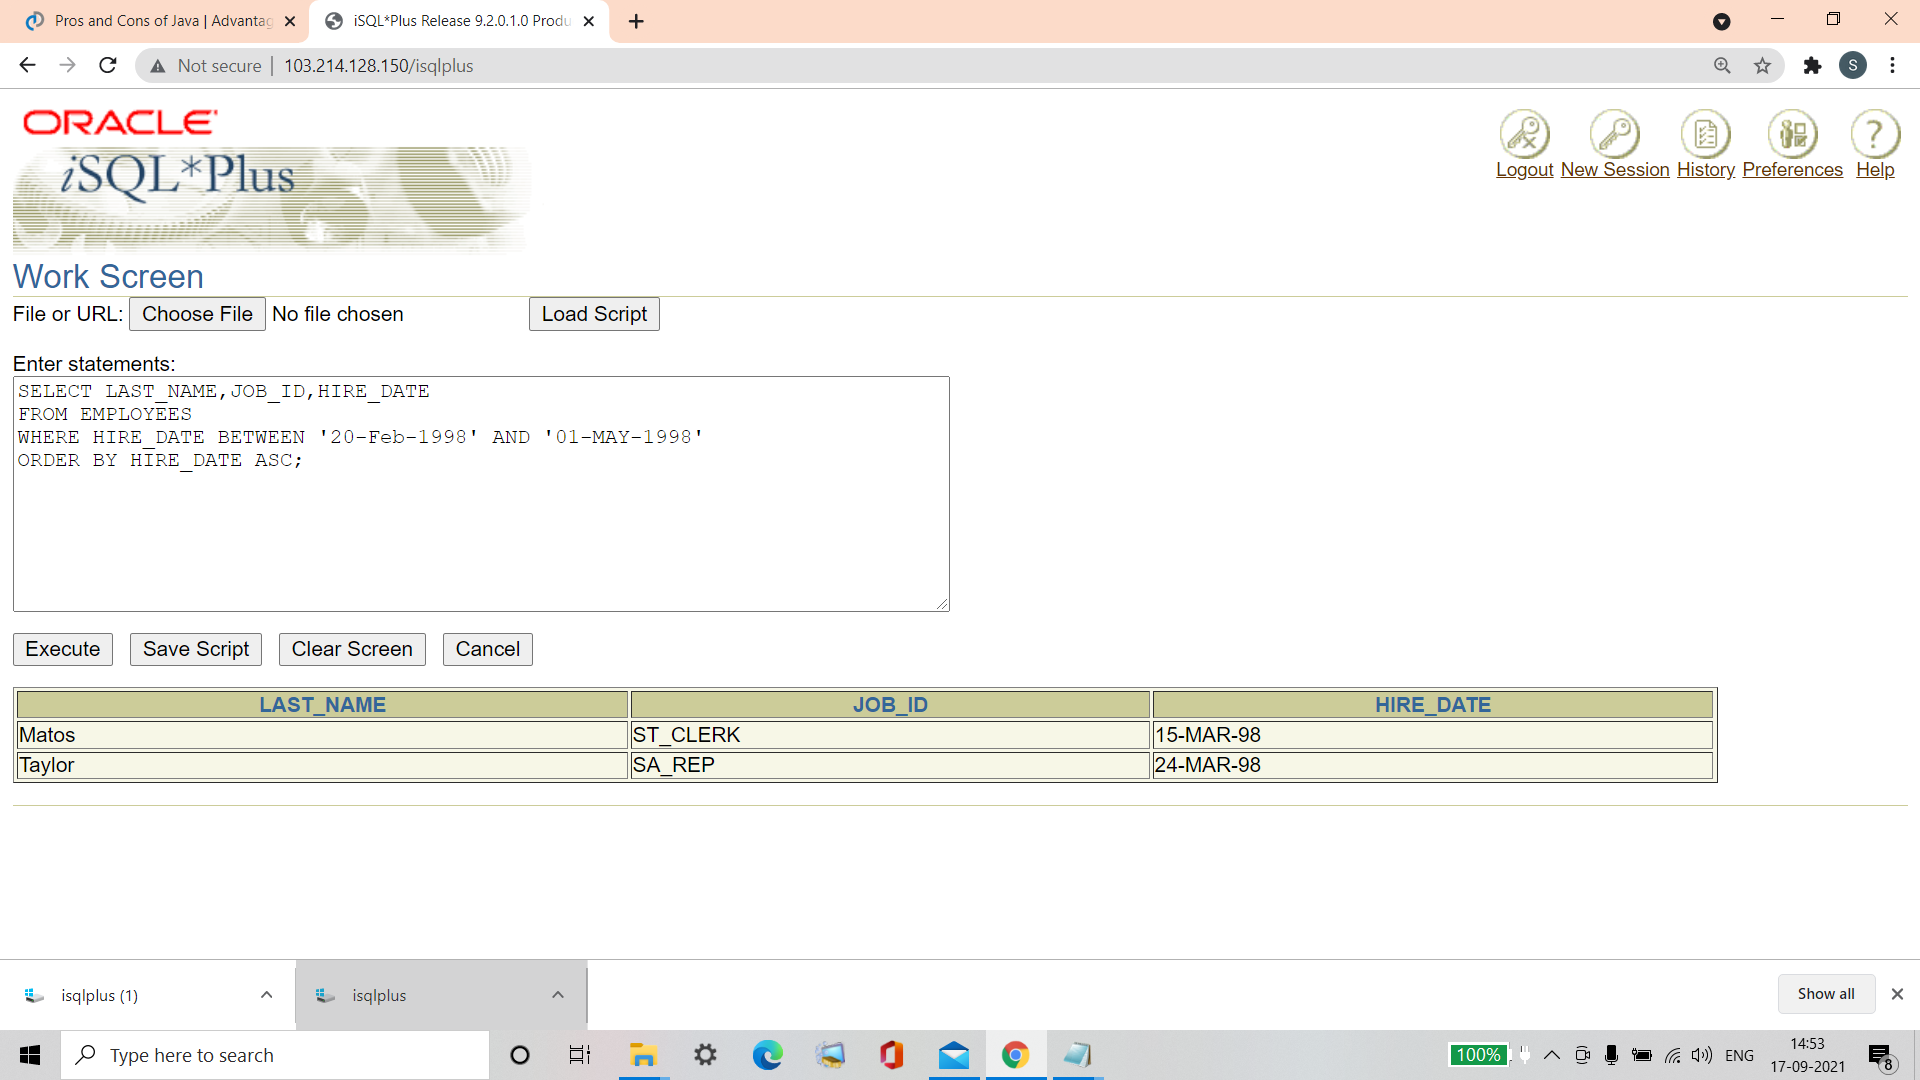 Pros and Cons of Java | Advantag
iSQL*Plus Release 9.2.0.1.0 Produ
Not secure
103.214.128.150/isqlplus
S
ORACLE
iSQL*Plus
Logout New Session History Preferences Help
Work Screen
File or URL: Choose File No file chosen Load Script
Enter statements:
SELECT LAST_NAME,JOB_ID,HIRE_DATE
FROM EMPLOYEES
WHERE HIRE_DATE BETWEEN '20-Feb-1998' AND '01-MAY-1998'
ORDER BY HIRE_DATE ASC;
Execute Save Script Clear Screen Cancel
LAST_NAME JOB_ID HIRE_DATE
Matos ST_CLERK 15-MAR-98
Taylor SA_REP 24-MAR-98
isqlplus (1)
isqlplus
Show all
Type here to search
100%
ENG
14:53
17-09-2021
8